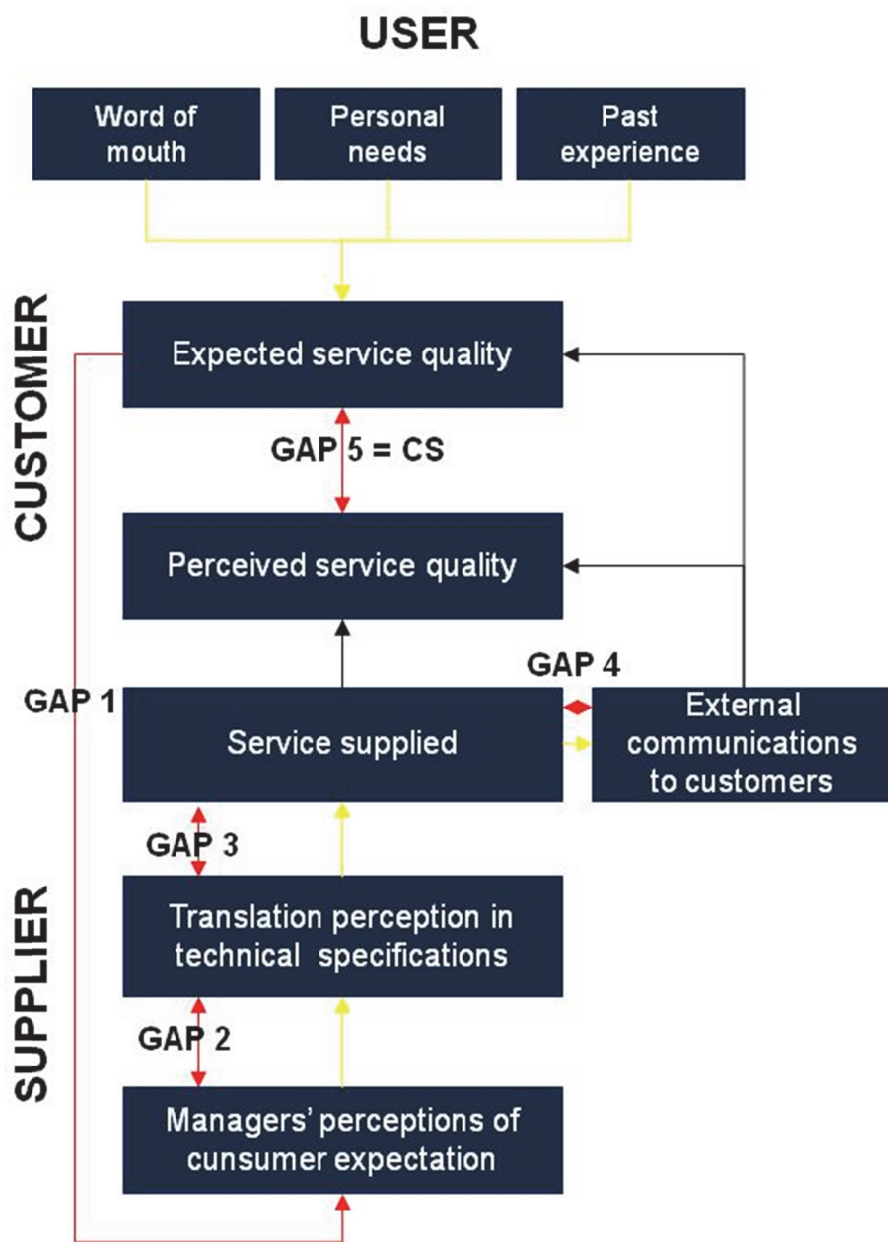 USER
Word of
mouth
Personal
needs
Past
experience
CUSTOMER
Expected service quality
GAP 5 = CS
Perceived service quality
GAP 1
GAP 4
Service supplied
External
communications
to customers
GAP 3
SUPPLIER
Translation perception in
technical specifications
GAP 2
Managers' perceptions of
cunsumer expectation